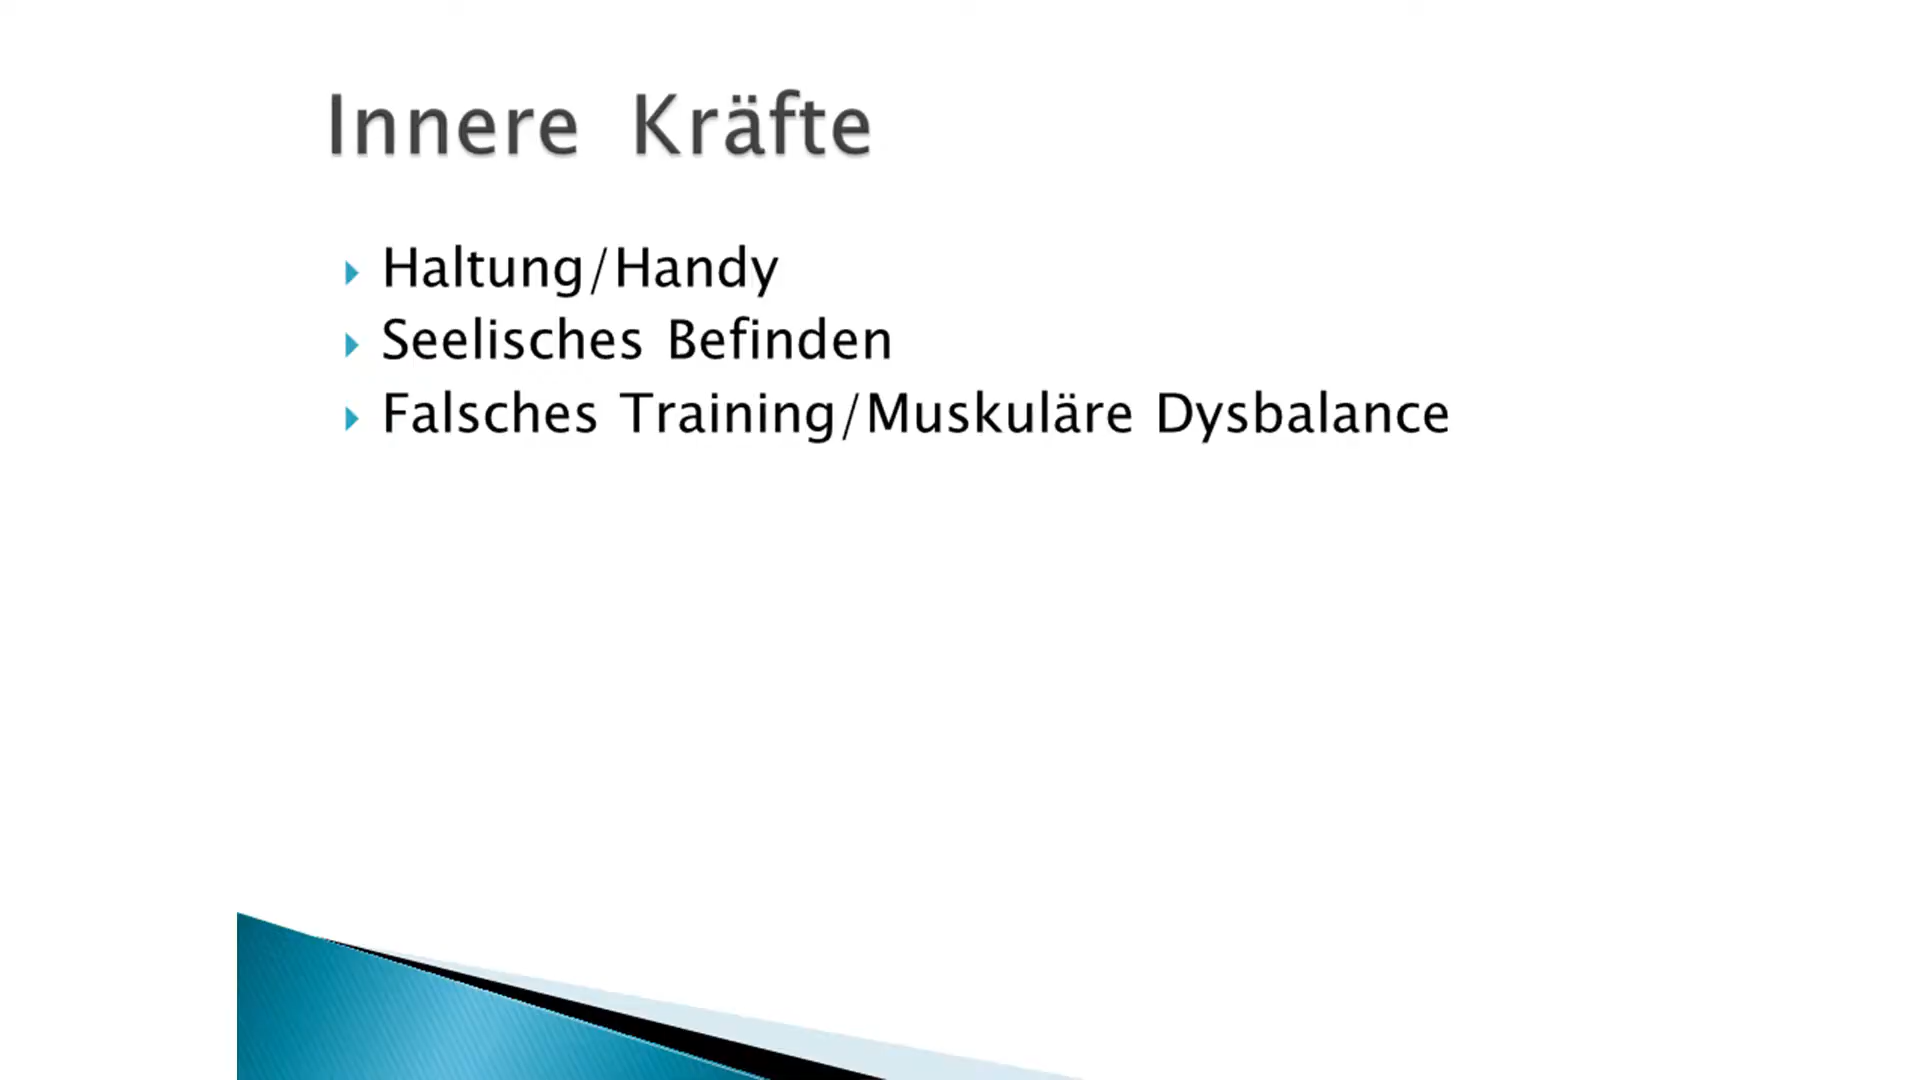 Innere Kräfte
Haltung/Handy
Seelisches Befinden
Falsches Training/Muskuläre Dysbalance